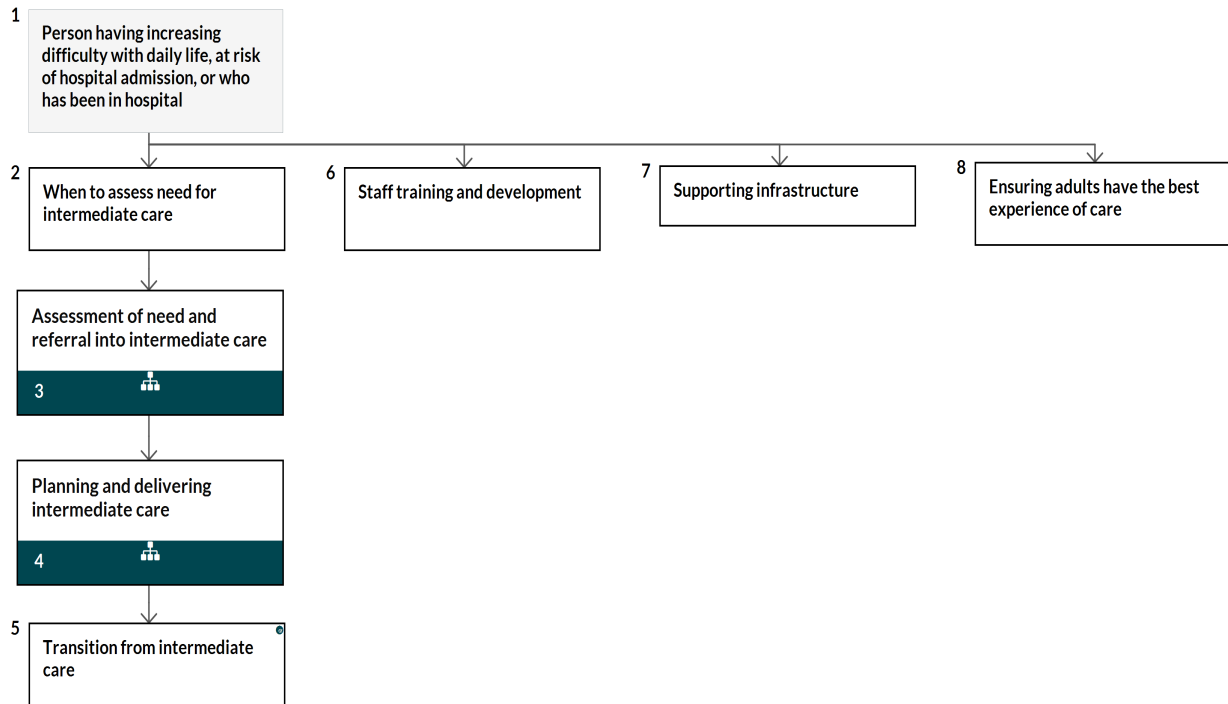 1
Person having increasing
difficulty with daily life, at risk
of hospital admission, or who
has been in hospital
2
When to assess need for
intermediate care
6
Staff training and development
7
Supporting infrastructure
8
Ensuring adults have the best
experience of care
Assessment of need and
referral into intermediate care
3
Planning and delivering
intermediate care
4
5
Transition from intermediate
care